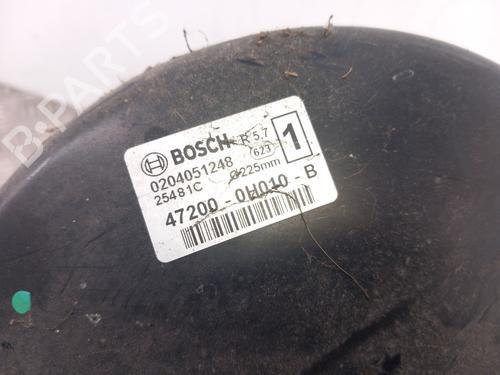 B-PARTS
BOSCH R 5,7 1
0204051248 623
25481C Ø225mm
47200-0H010-B